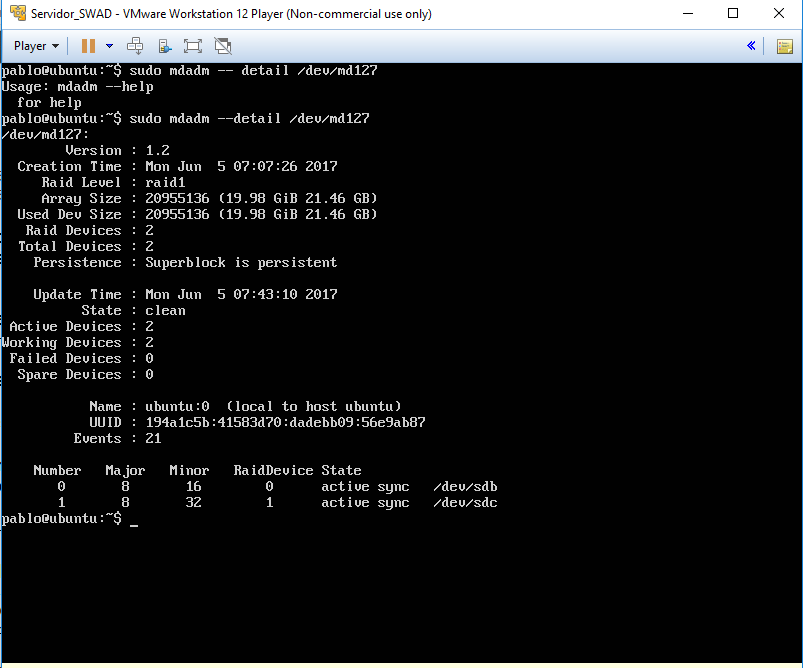 Servidor_SWAD - VMware Workstation 12 Player (Non-commercial use only)
Player
pablo@ubuntu:~$ sudo mdadm -- detail /dev/md127
Usage: mdadm --help
  for help
pablo@ubuntu:~$ sudo mdadm --detail /dev/md127
/dev/md127:
        Version : 1.2
  Creation Time : Mon Jun  5 07:07:26 2017
     Raid Level : raid1
     Array Size : 20955136 (19.98 GiB 21.46 GB)
  Used Dev Size : 20955136 (19.98 GiB 21.46 GB)
   Raid Devices : 2
  Total Devices : 2
    Persistence : Superblock is persistent
    Update Time : Mon Jun  5 07:43:10 2017
          State : clean
 Active Devices : 2
Working Devices : 2
 Failed Devices : 0
  Spare Devices : 0
           Name : ubuntu:0  (local to host ubuntu)
           UUID : 194a1c5b:41583d70:dadebb09:56e9ab87
         Events : 21
    Number   Major   Minor   RaidDevice State
       0       8       16        0      active sync   /dev/sdb
       1       8       32        1      active sync   /dev/sdc
pablo@ubuntu:~$ _